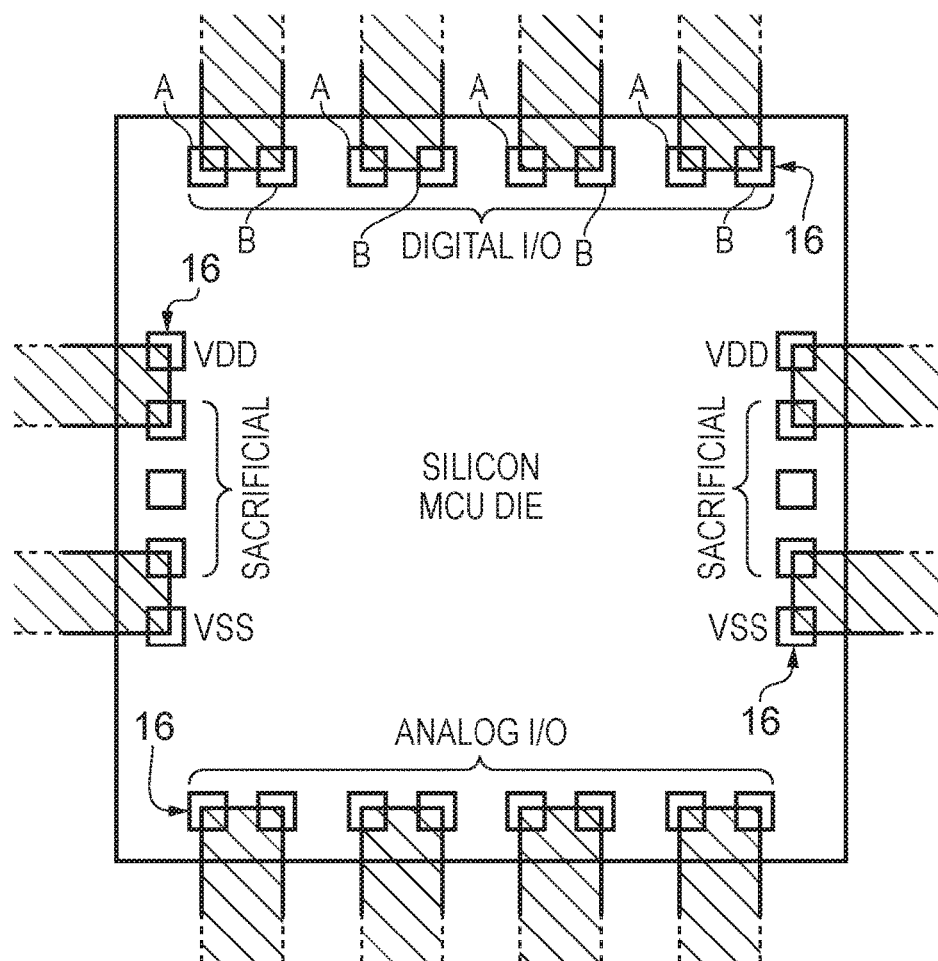 A A A A
B B B B 16
DIGITAL I/O
16
VDD VDD
SACRIFICIAL SACRIFICIAL
SILICON
MCU DIE
VSS VSS
16 16
ANALOG I/O